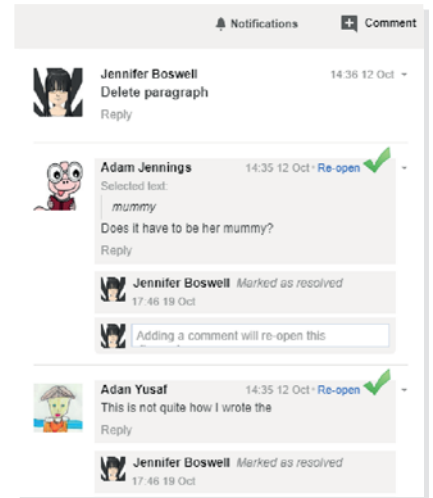 Notifications
Comment
Jennifer Boswell 14:36 12 Oct
Delete paragraph
Reply
Adam Jennings 14:35 12 Oct • Re-open
Selected text:
mummy
Does it have to be her mummy?
Reply
Jennifer Boswell Marked as resolved
17:46 19 Oct
Adding a comment will re-open this
Adan Yusaf 14:35 12 Oct • Re-open
This is not quite how I wrote the
Reply
Jennifer Boswell Marked as resolved
17:46 19 Oct